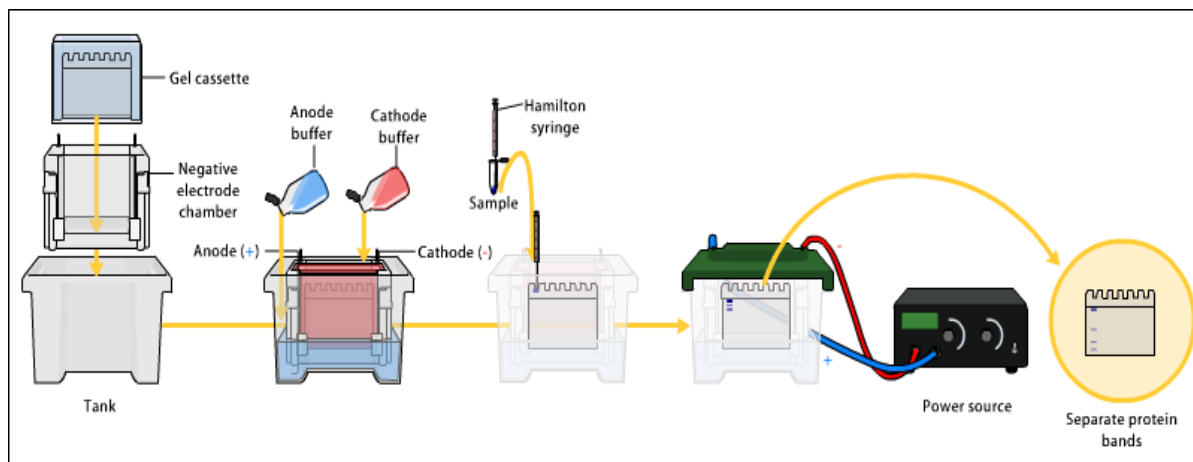 Gel cassette
Negative
electrode
chamber
Tank
Anode
buffer
Cathode
buffer
Anode (+)
Cathode (-)
Hamilton
syringe
Sample
-
+
Power source
Separate protein
bands